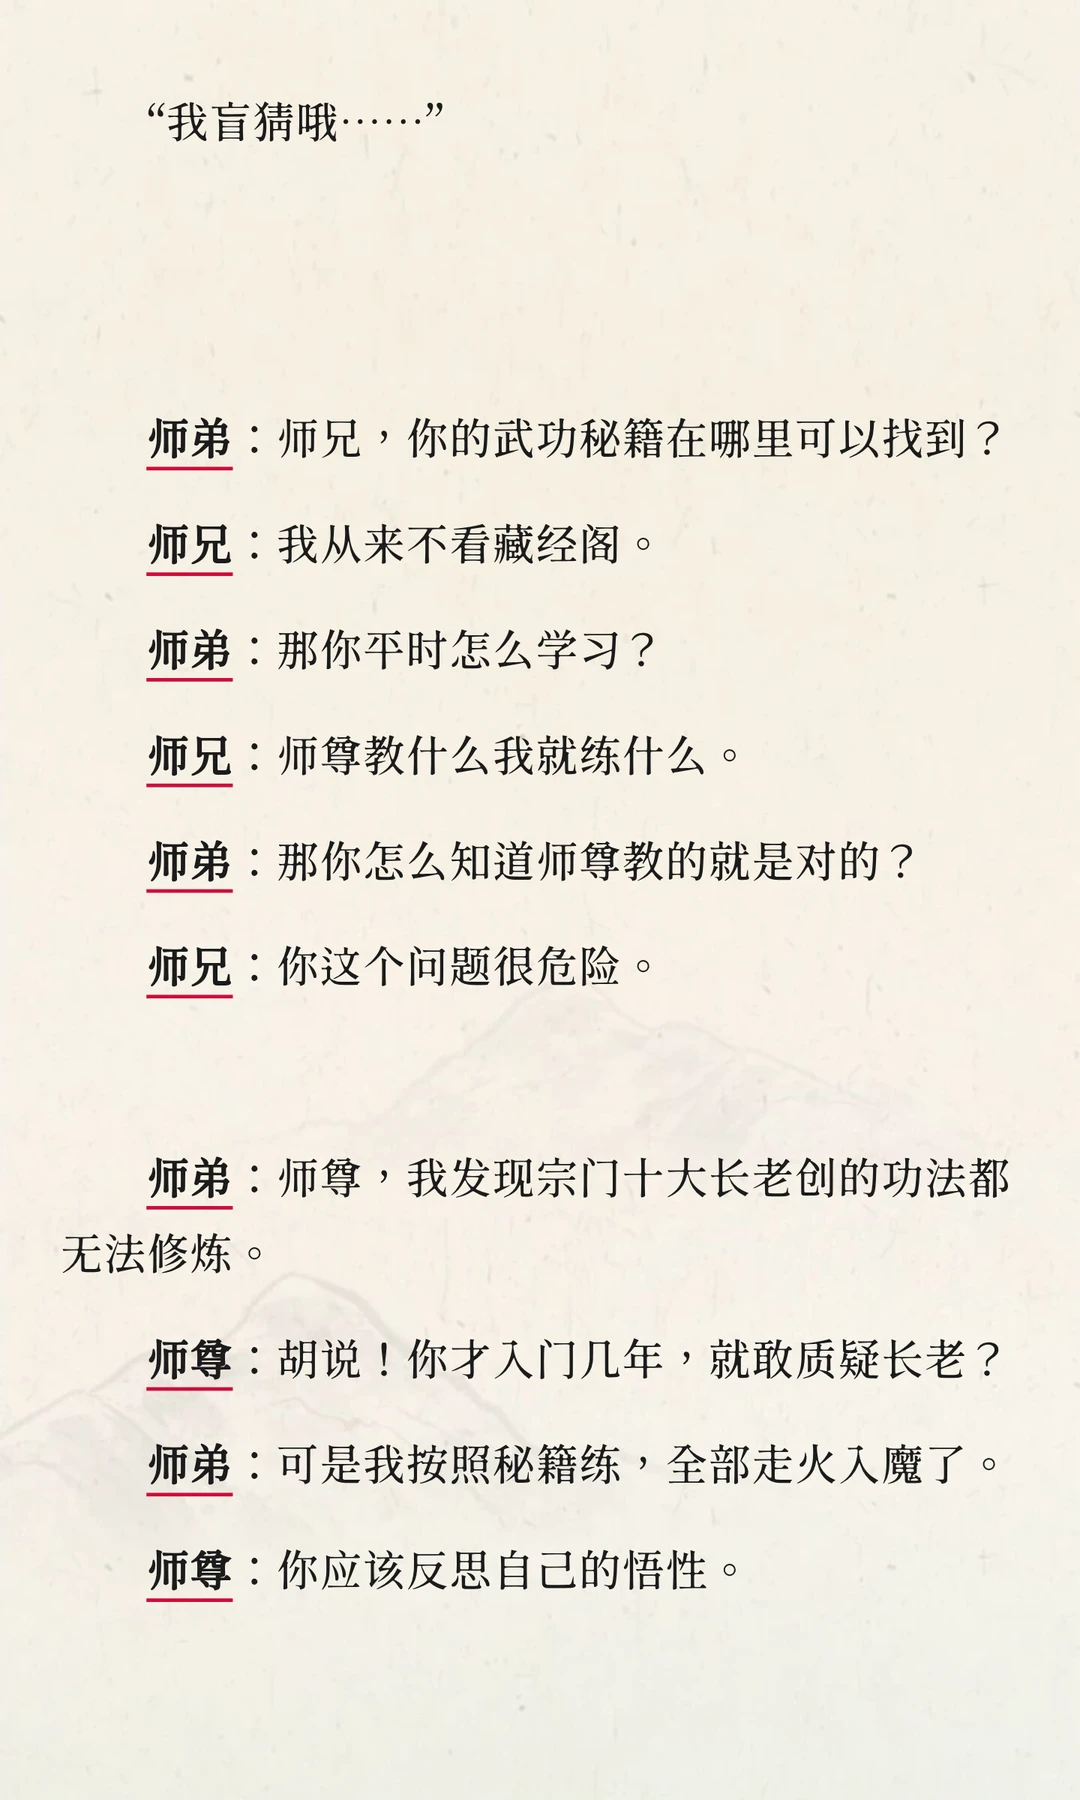 “我盲猜哦……”
师弟：师兄，你的武功秘籍在哪里可以找到？
师兄：我从来不看藏经阁。
师弟：那你平时怎么学习？
师兄：师尊教什么我就练什么。
师弟：那你怎么知道师尊教的就是对的？
师兄：你这个问题很危险。
师弟：师尊，我发现宗门十大长老创的功法都
无法修炼。
师尊：胡说！你才入门几年，就敢质疑长老？
师弟：可是我按照秘籍练，全部走火入魔了。
师尊：你应该反思自己的悟性。